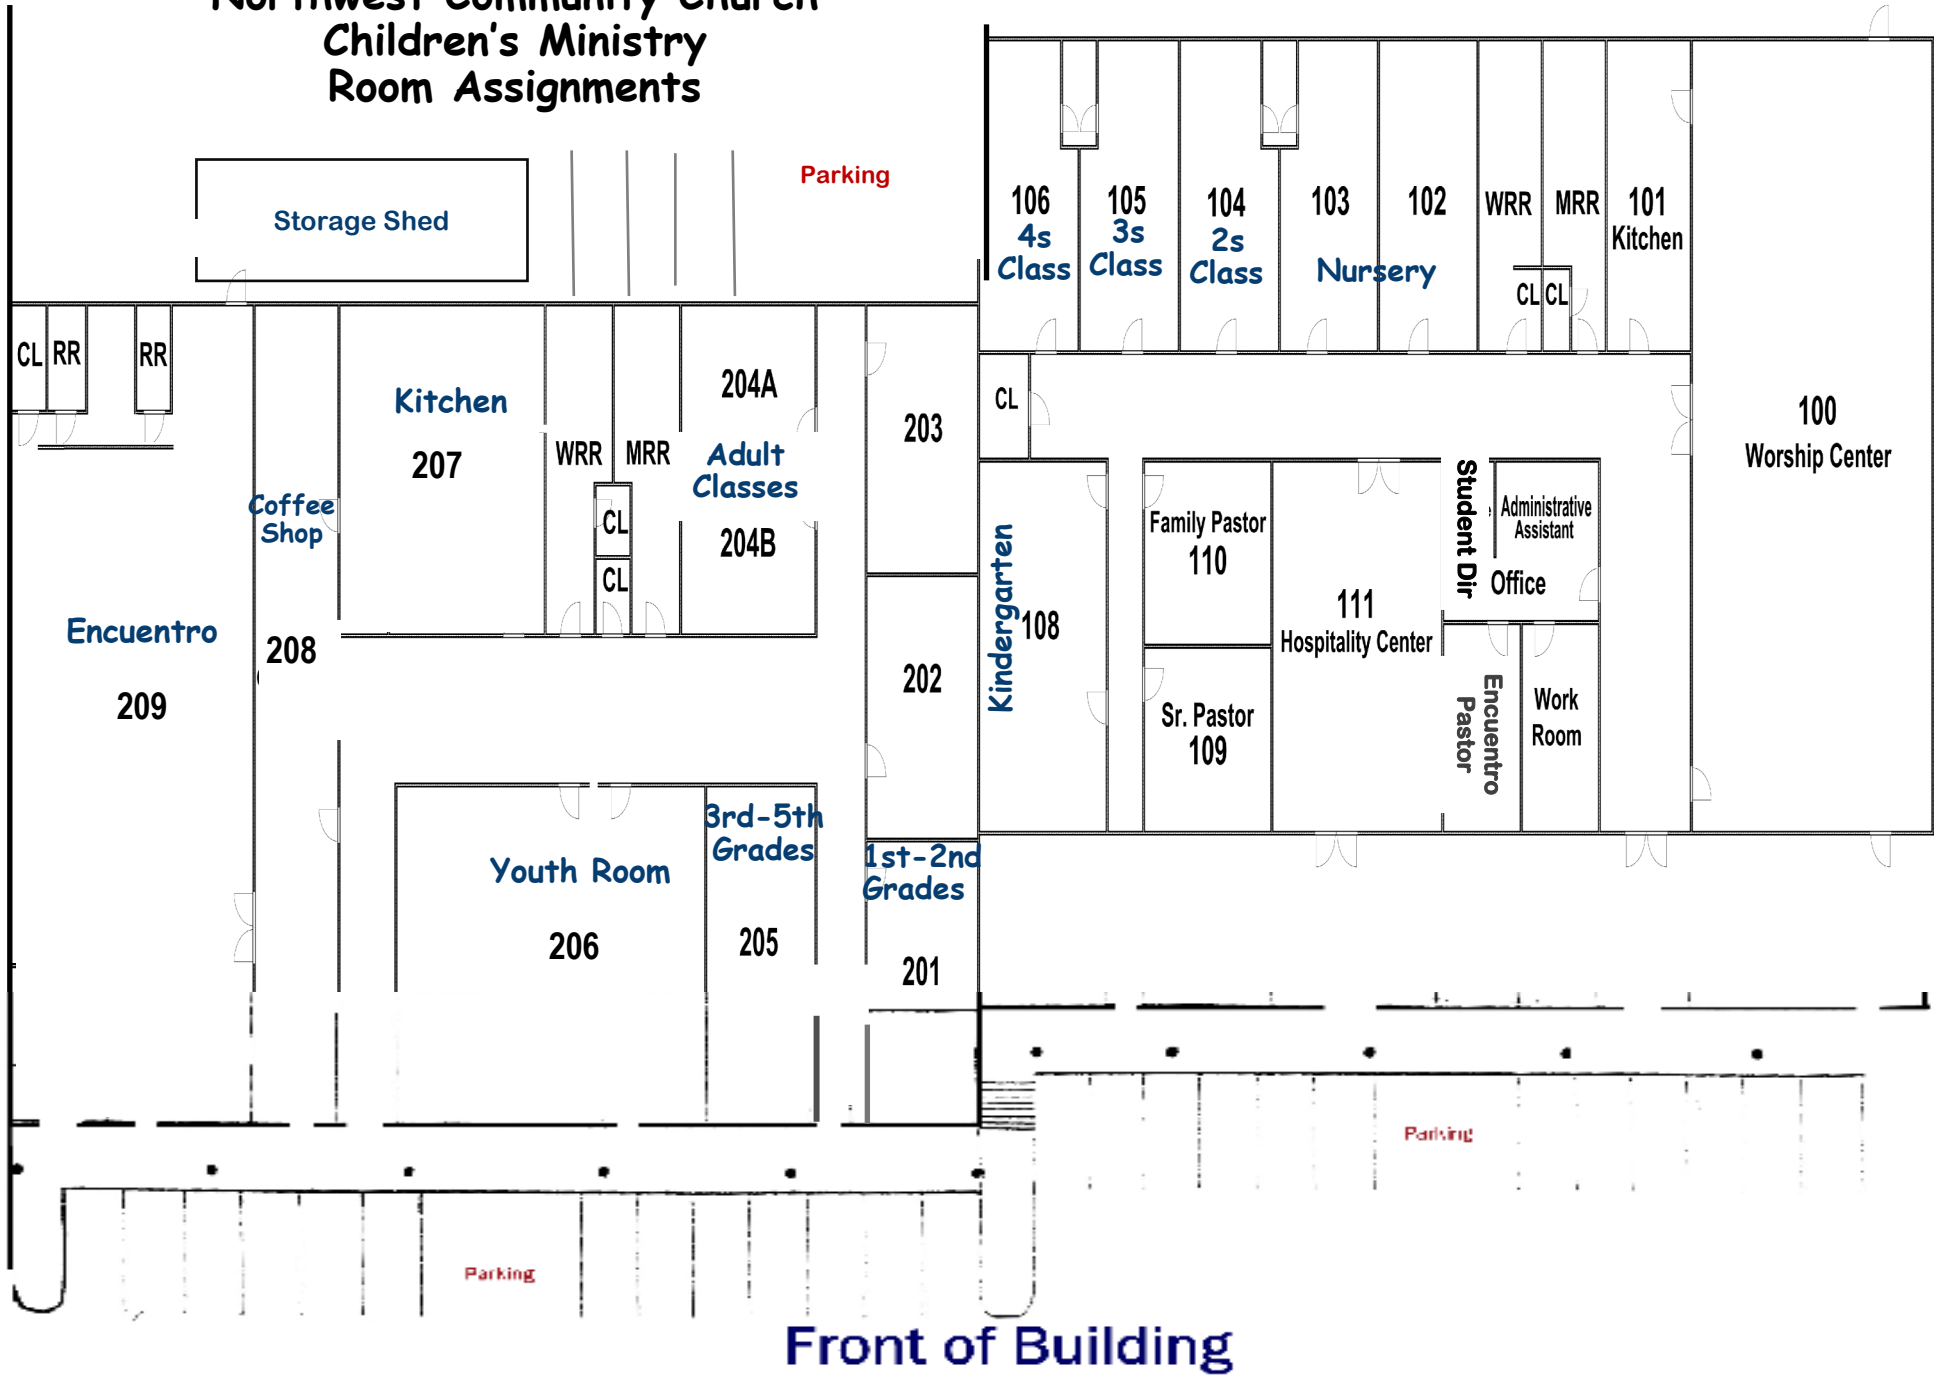 Northwest Community Church
Children's Ministry
Room Assignments
Storage Shed
Parking
106
4s
Class
105
3s
Class
104
2s
Class
103
102
Nursery
WRR
MRR
CL
CL
101
Kitchen
100
Worship Center
CL
RR
RR
Kitchen
207
WRR
MRR
CL
CL
204A
Adult
Classes
204B
203
CL
Coffee
Shop
208
Encuentro
209
202
Kindergarten
108
Family Pastor
110
Sr. Pastor
109
111
Hospitality Center
Student Dir
Administrative
Assistant
Office
Encuentro
Pastor
Work
Room
Youth Room
206
3rd-5th
Grades
205
1st-2nd
Grades
201
Parking
Parking
Front of Building